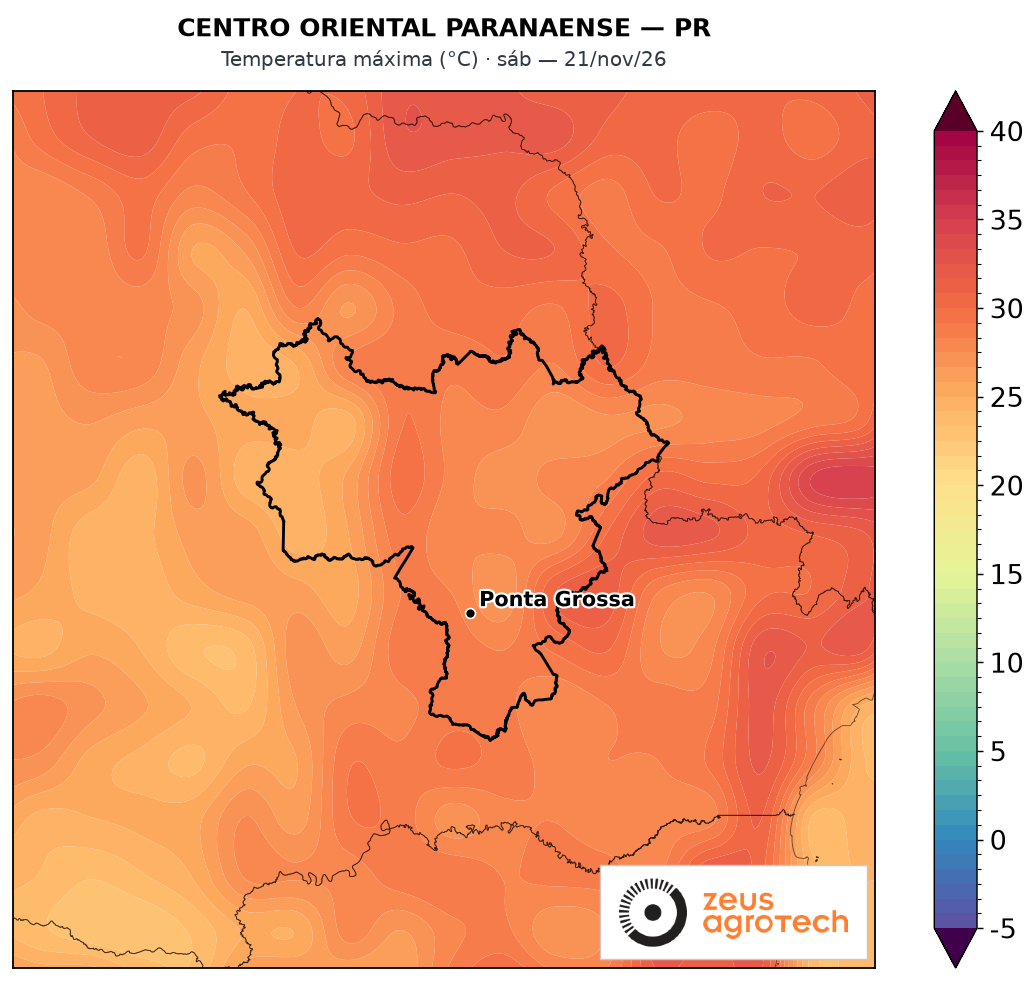 CENTRO ORIENTAL PARANAENSE — PR
Temperatura máxima (°C) · sáb — 21/nov/26
40
35
30
25
20
15
10
5
0
-5
Ponta Grossa
zeus
agrotech